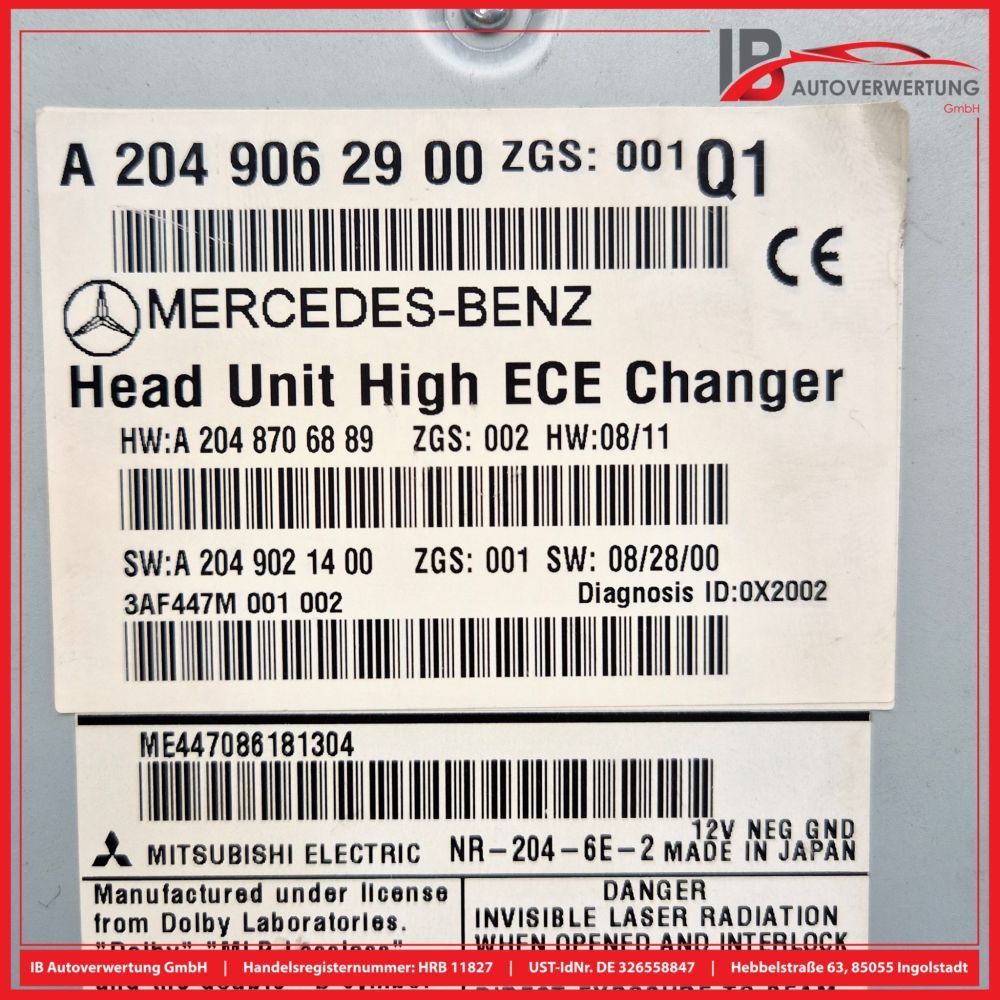 IB AUTOVERWERTUNG
GmbH
A 204 906 29 00 ZGS: 001 Q1
CE
MERCEDES-BENZ
Head Unit High ECE Changer
HW:A 204 870 68 89 ZGS: 002 HW:08/11
SW:A 204 902 14 00 ZGS: 001 SW: 08/28/00
3AF447M 001 002 Diagnosis ID:0X2002
ME447086181304
12V NEG GND
MITSUBISHI ELECTRIC NR-204-6E-2 MADE IN JAPAN
Manufactured under license
from Dolby Laboratories.
DANGER
INVISIBLE LASER RADIATION
WHEN OPENED AND INTERLOCK
IB Autoverwertung GmbH | Handelsregisternummer: HRB 11827 | UST-IdNr. DE 326558847 | Hebbelstraße 63, 85055 Ingolstadt